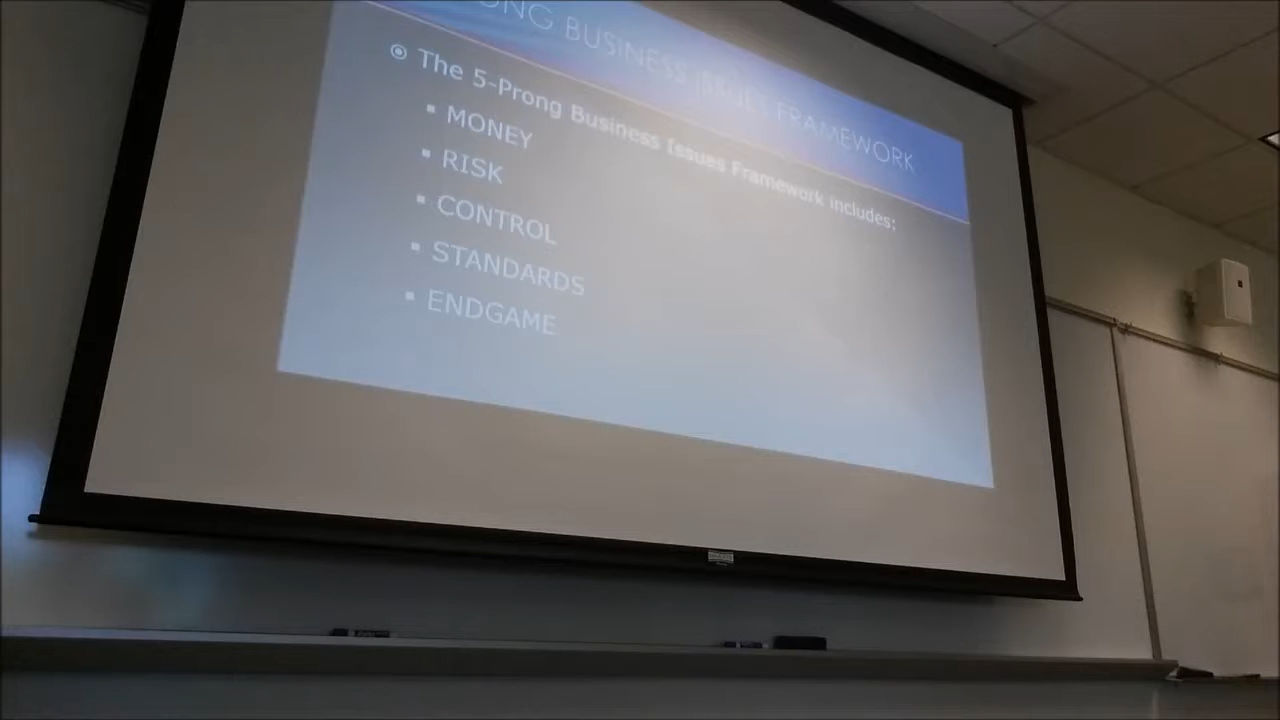 ONG BUSINESS ISSUES FRAMEWORK
The 5-Prong Business Issues Framework includes:
MONEY
RISK
CONTROL
STANDARDS
ENDGAME